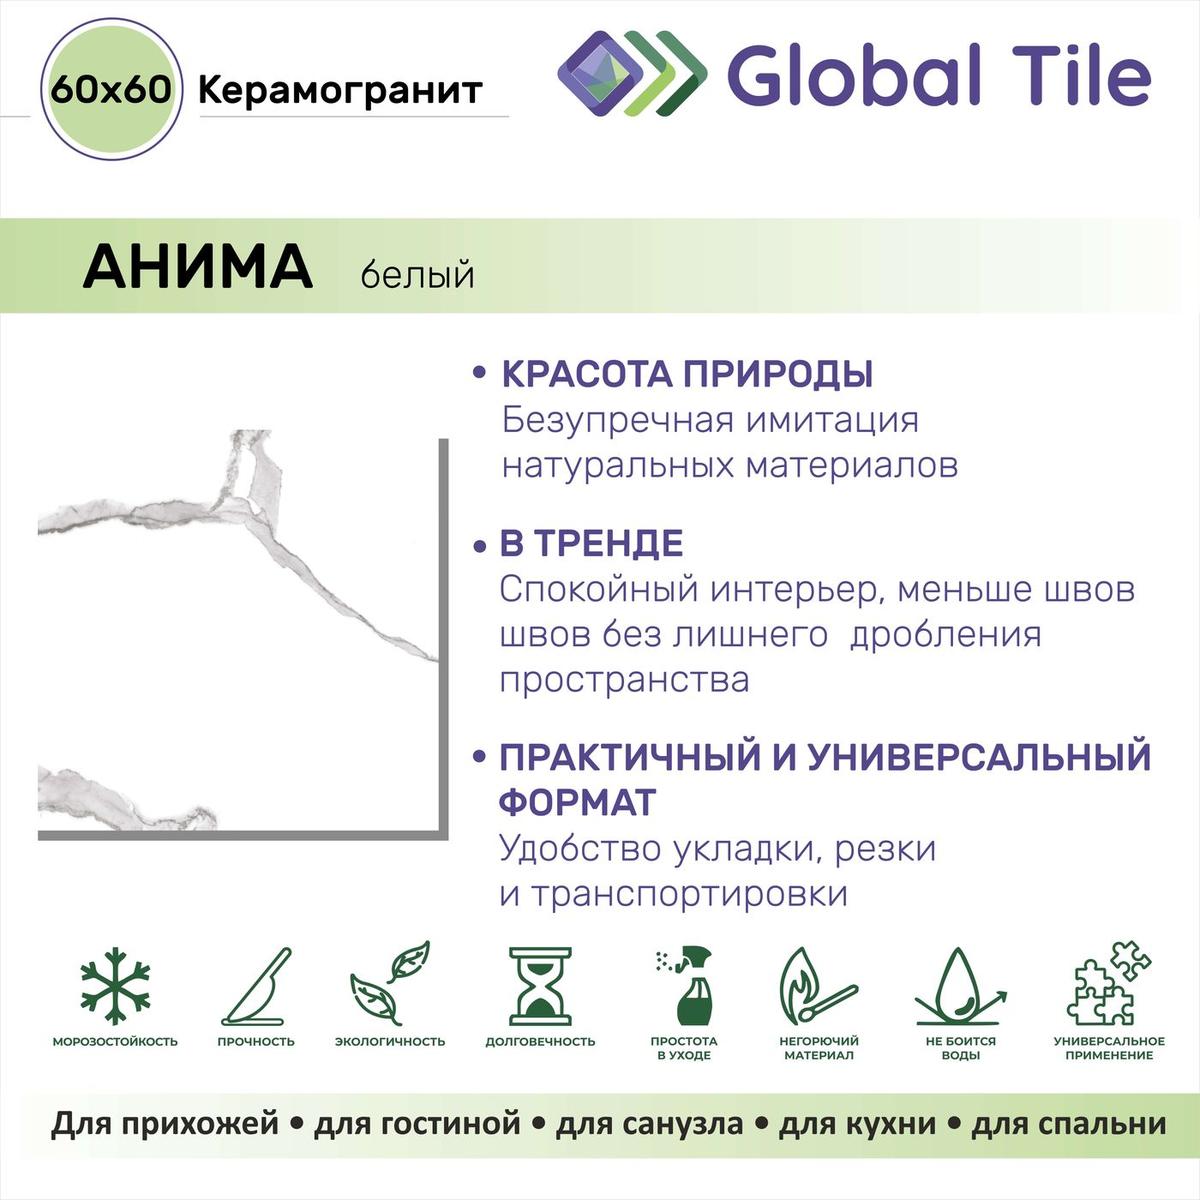 60x60 Керамогранит
Global Tile
АНИМА белый
• КРАСОТА ПРИРОДЫ
Безупречная имитация
натуральных материалов
• В ТРЕНДЕ
Спокойный интерьер, меньше швов
швов без лишнего дробления
пространства
• ПРАКТИЧНЫЙ И УНИВЕРСАЛЬНЫЙ
ФОРМАТ
Удобство укладки, резки
и транспортировки
МОРОЗОСТОЙКОСТЬ
ПРОЧНОСТЬ
ЭКОЛОГИЧНОСТЬ
ДОЛГОВЕЧНОСТЬ
ПРОСТОТА
В УХОДЕ
НЕГОРЮЧИЙ
МАТЕРИАЛ
НЕ БОИТСЯ
ВОДЫ
УНИВЕРСАЛЬНОЕ
ПРИМЕНЕНИЕ
Для прихожей • для гостиной • для санузла • для кухни • для спальни